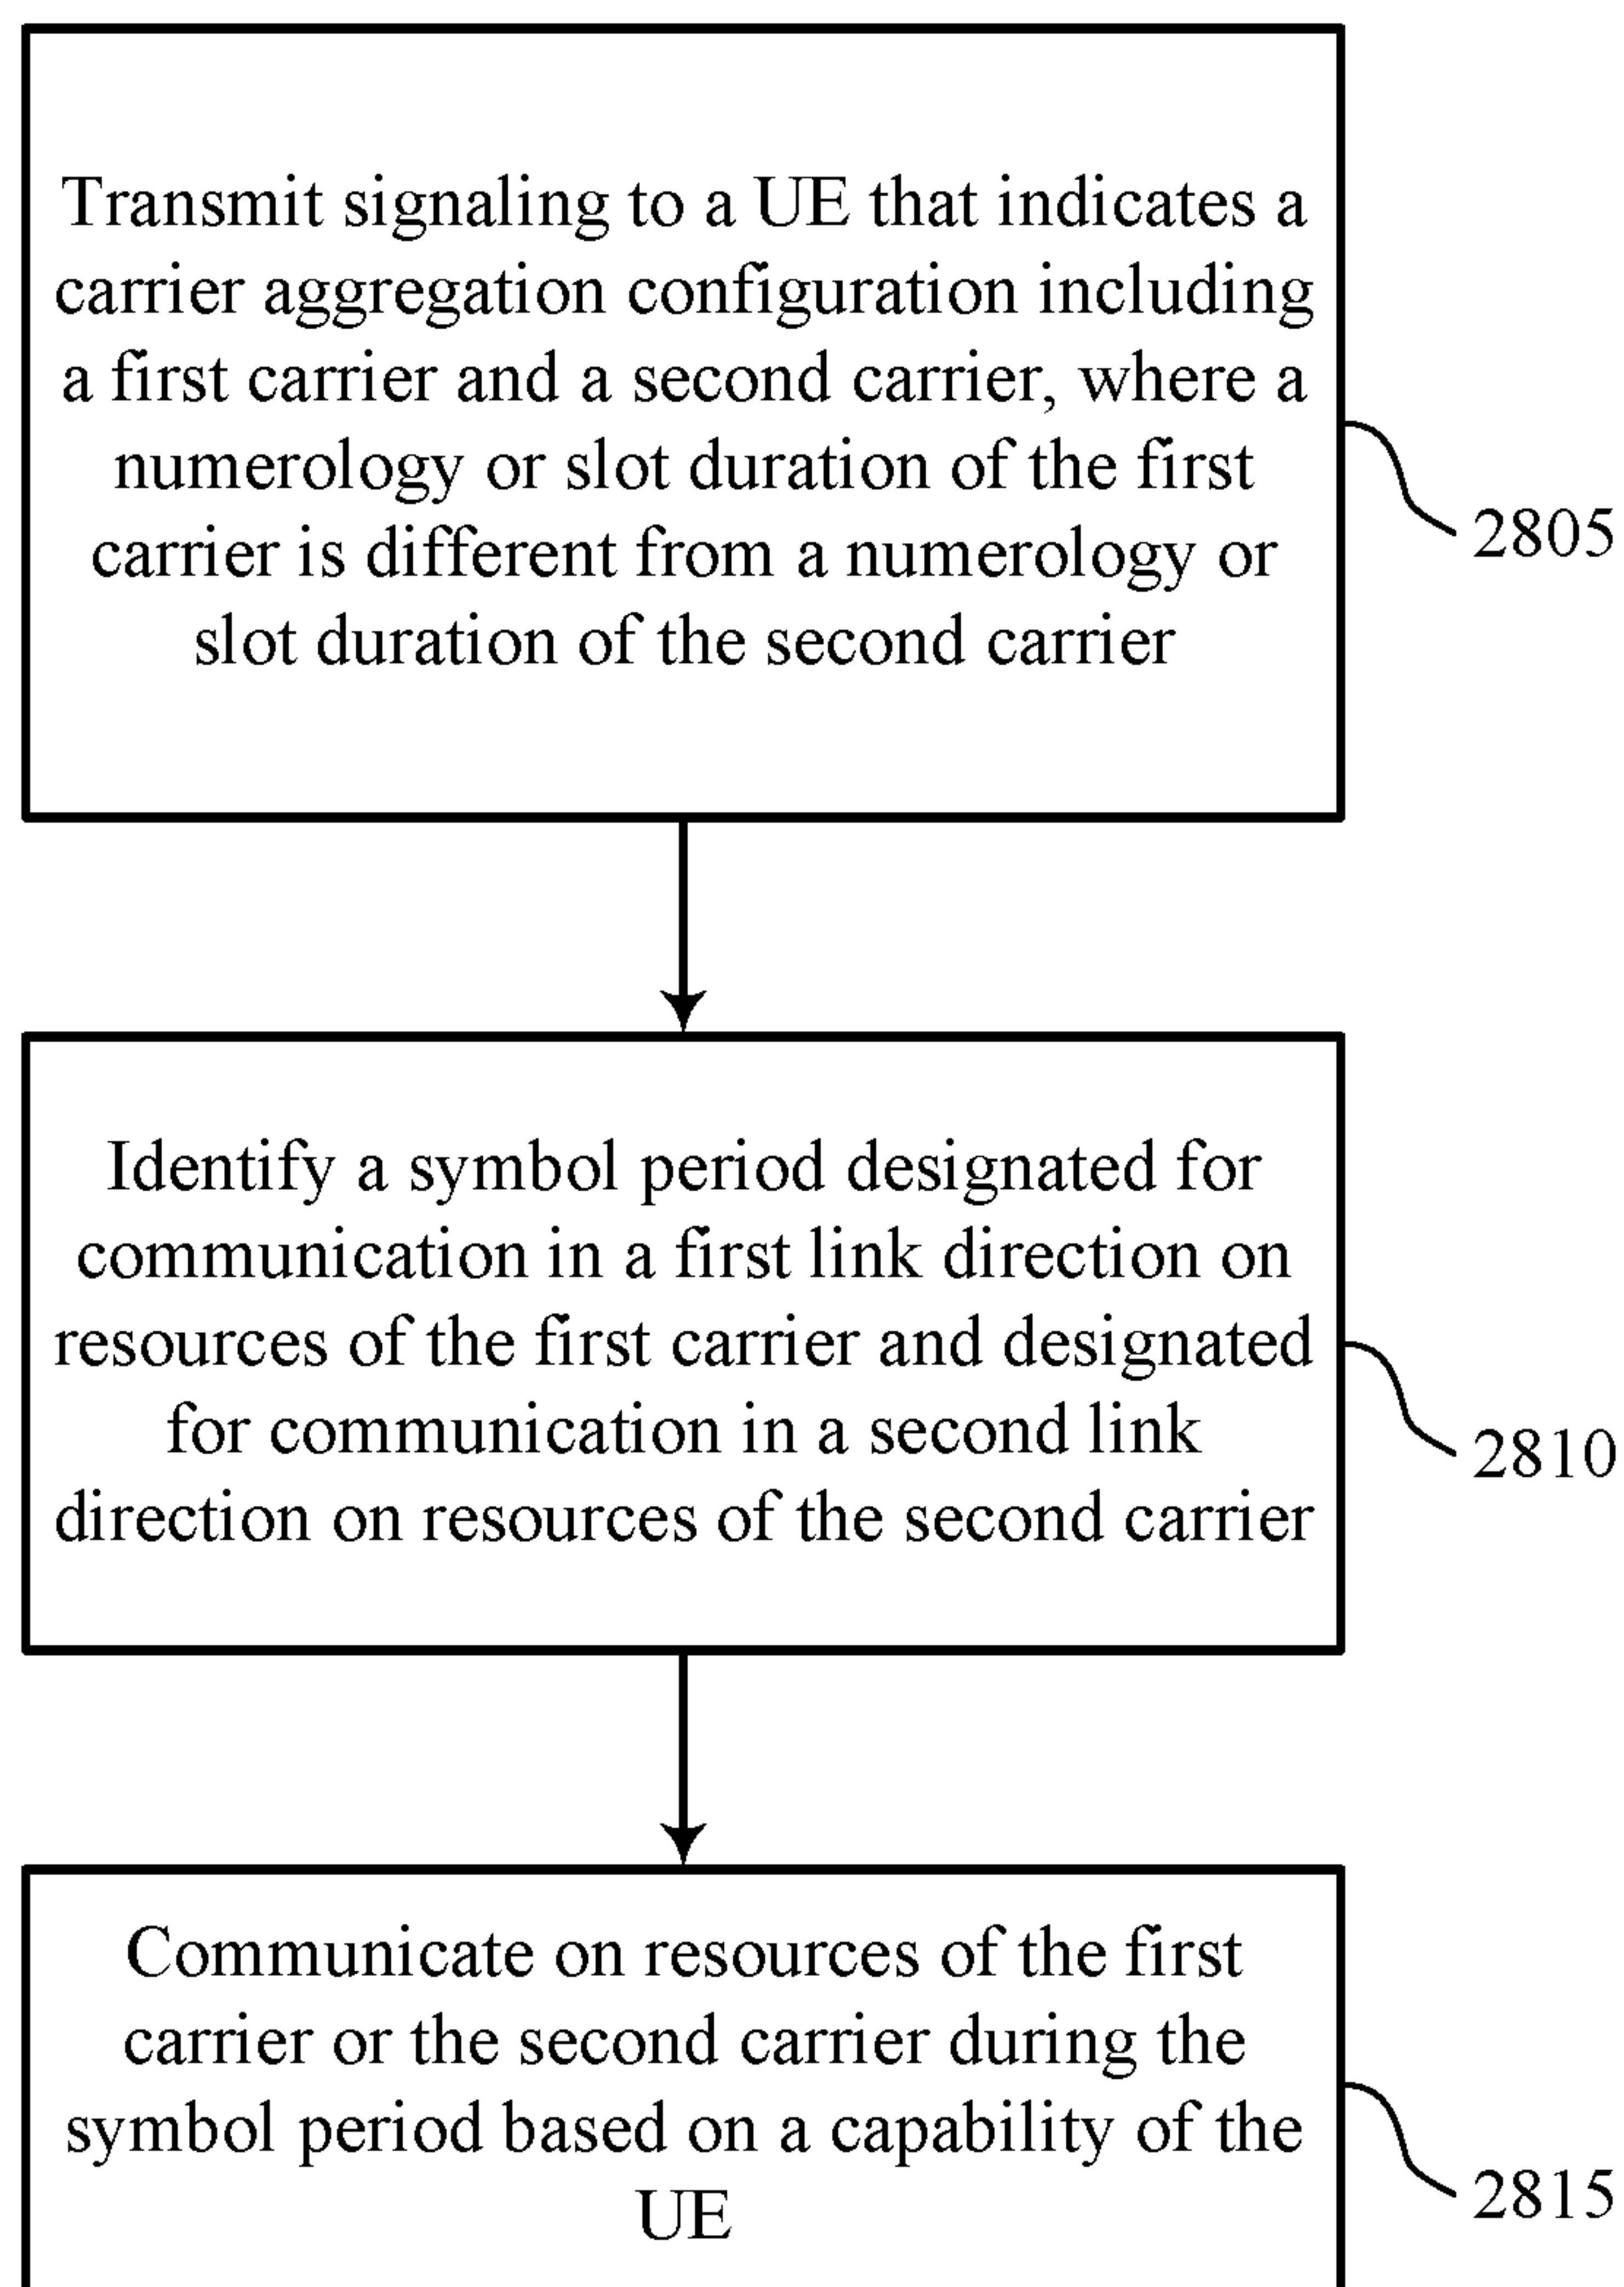 Transmit signaling to a UE that indicates a
carrier aggregation configuration including
a first carrier and a second carrier, where a
numerology or slot duration of the first
carrier is different from a numerology or
slot duration of the second carrier
2805
Identify a symbol period designated for
communication in a first link direction on
resources of the first carrier and designated
for communication in a second link
direction on resources of the second carrier
2810
Communicate on resources of the first
carrier or the second carrier during the
symbol period based on a capability of the
UE
2815